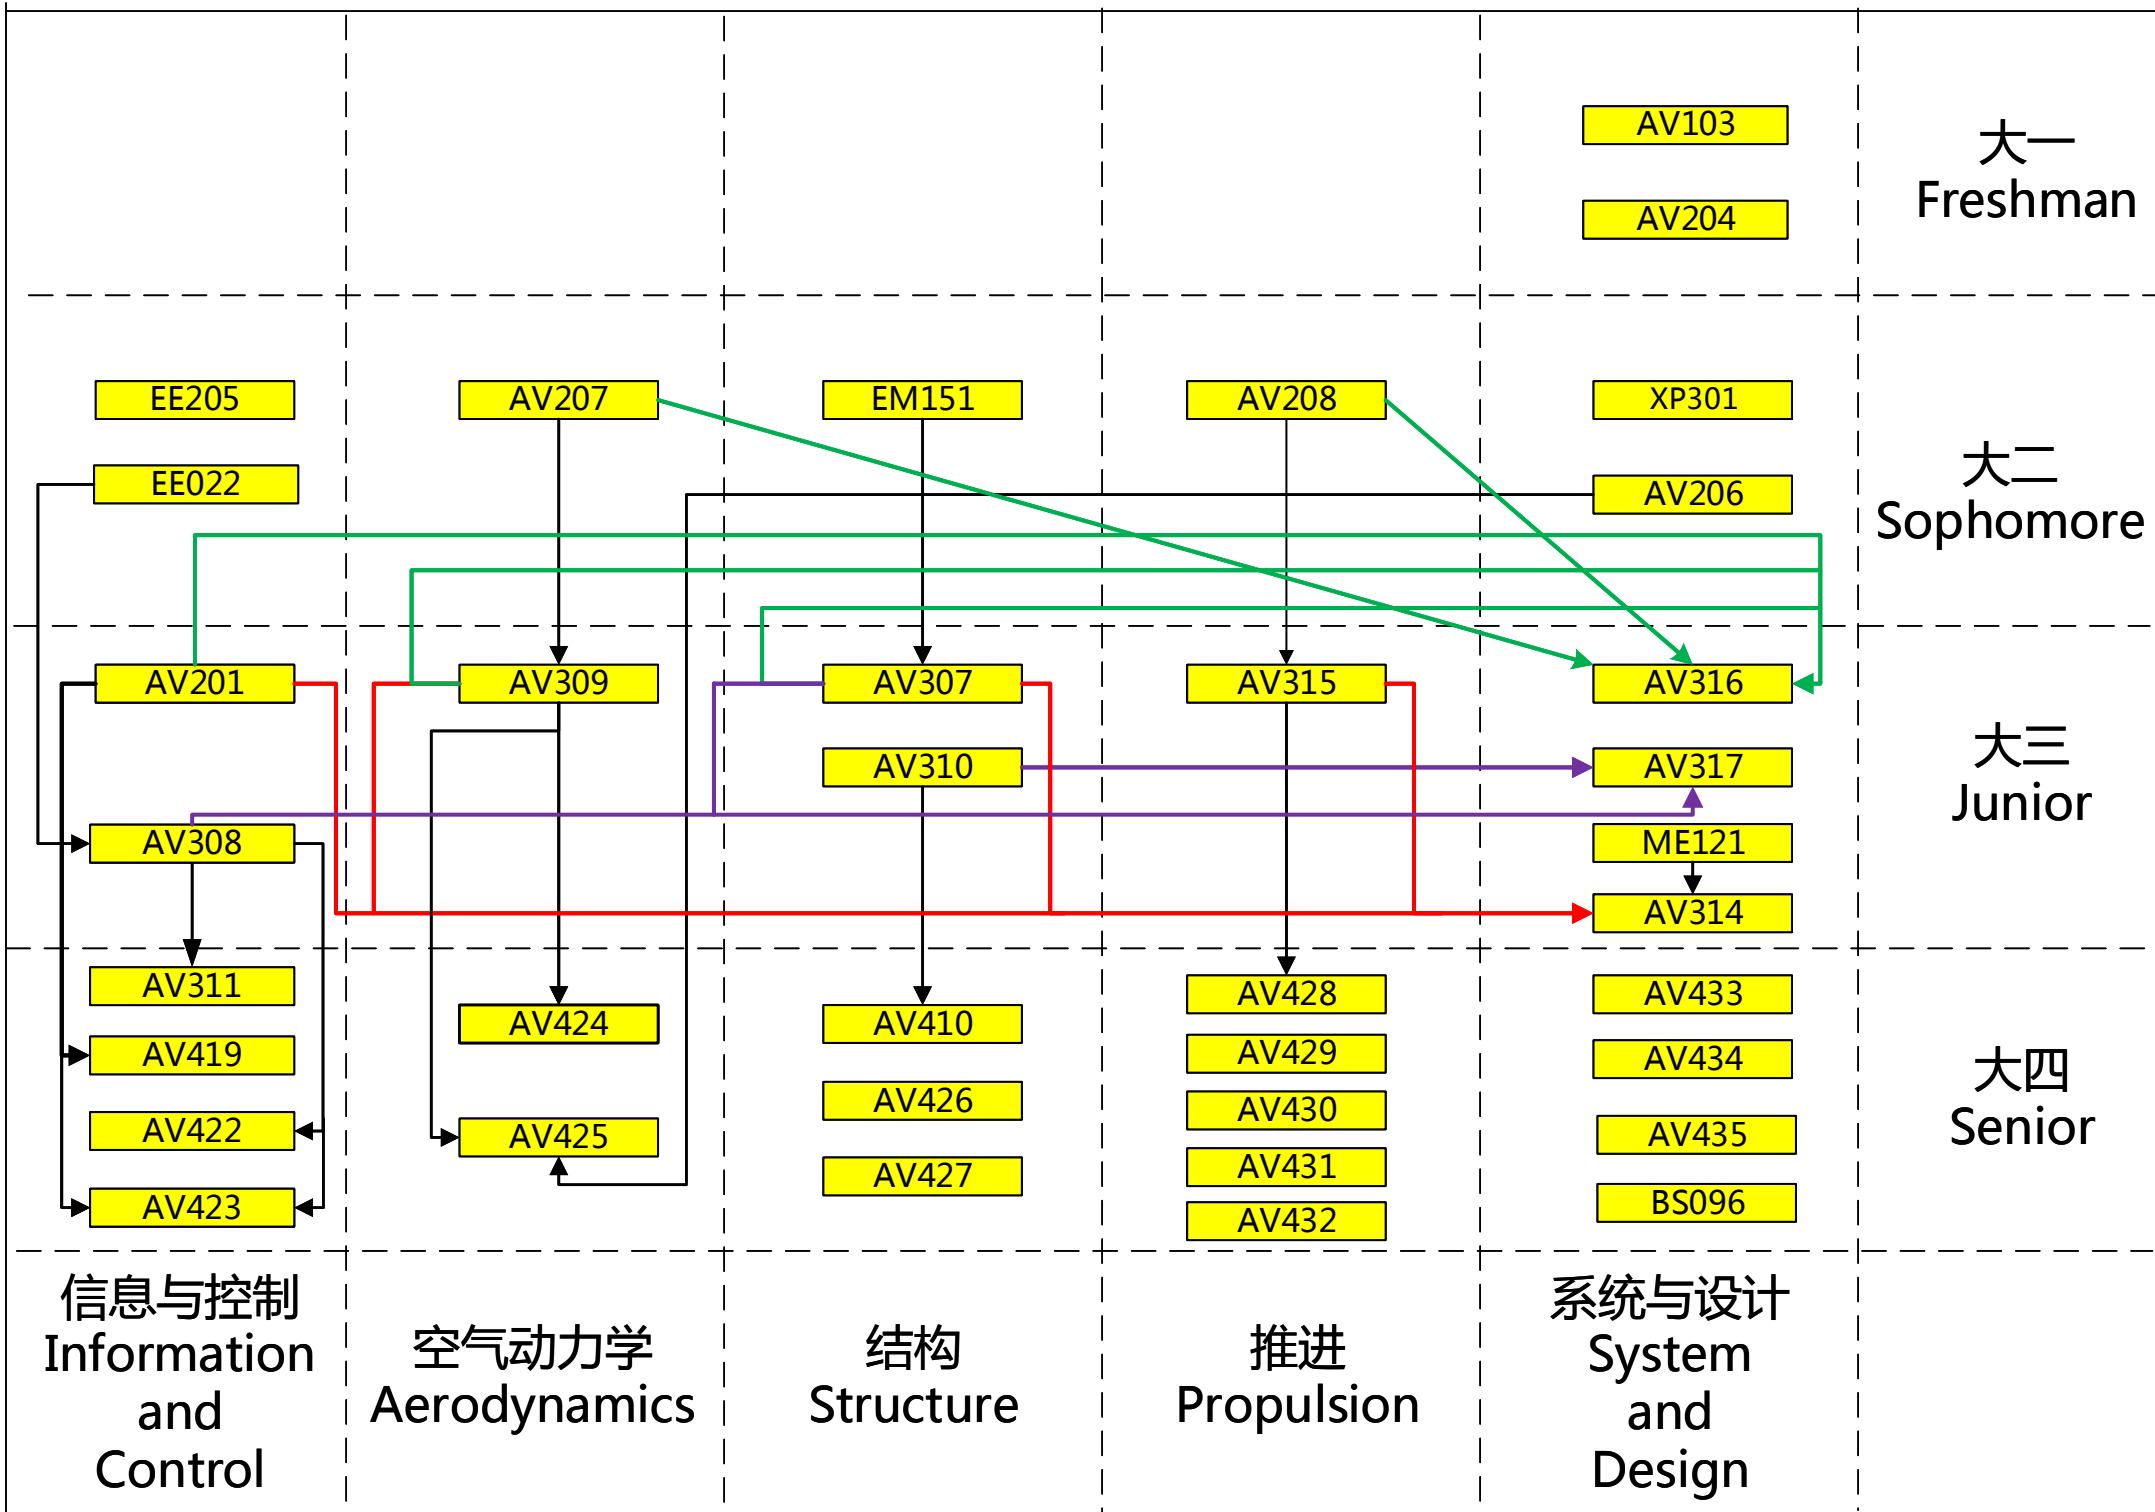 AV103
AV204
大一
Freshman
EE205
AV207
EM151
AV208
XP301
EE022
AV206
大二
Sophomore
AV201
AV309
AV307
AV315
AV316
AV310
AV317
AV308
ME121
AV314
大三
Junior
AV311
AV419
AV422
AV423
AV424
AV425
AV410
AV426
AV427
AV428
AV429
AV430
AV431
AV432
AV433
AV434
AV435
BS096
大四
Senior
信息与控制
Information
and
Control
空气动力学
Aerodynamics
结构
Structure
推进
Propulsion
系统与设计
System
and
Design